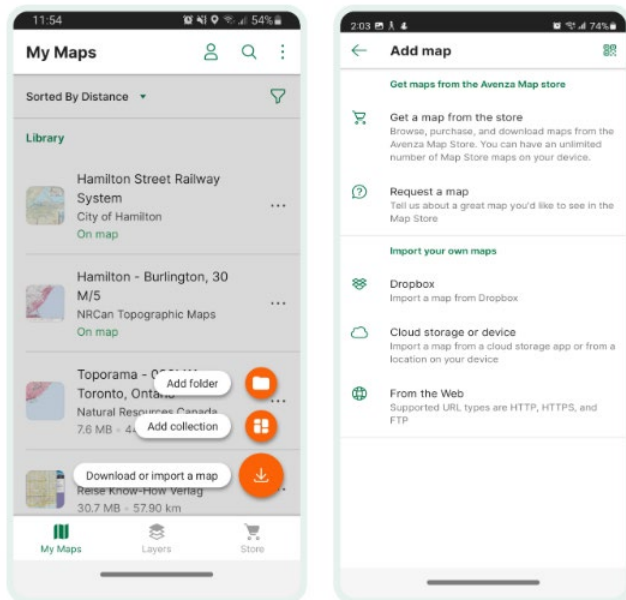 11:54
54%
My Maps
Sorted By Distance
Library
Hamilton Street Railway
System
City of Hamilton
On map
Hamilton - Burlington, 30
M/5
NRCan Topographic Maps
On map
Toporama -
Toronto, Ontario
Natural Resources Canada
7.6 MB
Add folder
Add collection
Download or import a map
Reise Know-How Verlag
30.7 MB - 57.90 km
My Maps
Layers
Store
2:03
74%
Add map
Get maps from the Avenza Map store
Get a map from the store
Browse, purchase, and download maps from the
Avenza Map Store. You can have an unlimited
number of Map Store maps on your device.
Request a map
Tell us about a great map you'd like to see in the
Map Store
Import your own maps
Dropbox
Import a map from Dropbox
Cloud storage or device
Import a map from a cloud storage app or from a
location on your device
From the Web
Supported URL types are HTTP, HTTPS, and
FTP